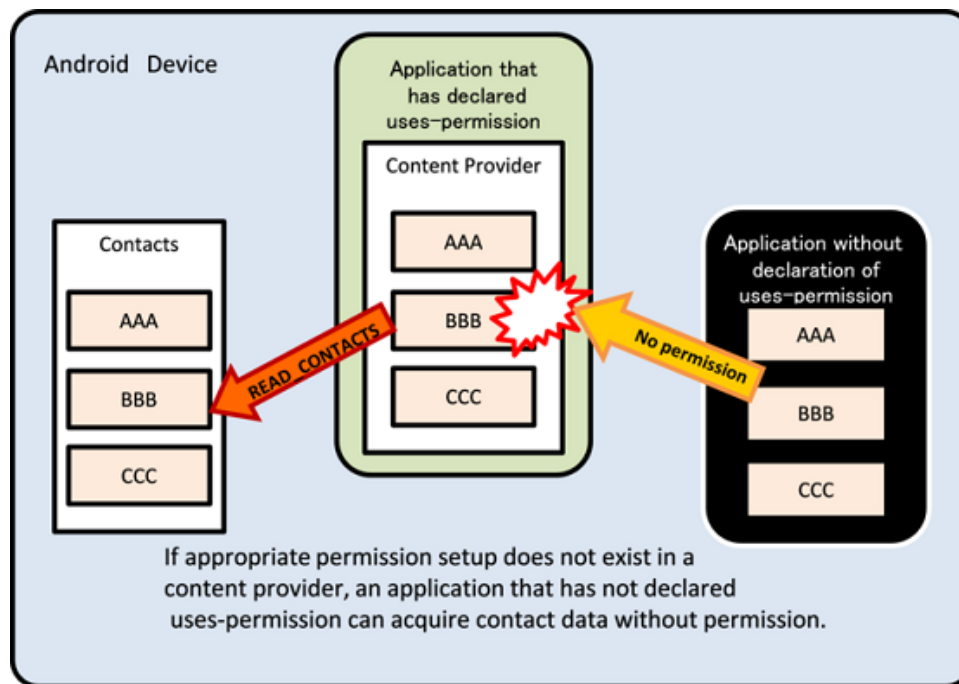 Android Device
Application that
has declared
uses-permission
Content Provider
AAA
BBB
CCC
Contacts
AAA
BBB
CCC
READ_CONTACTS
No permission
Application without
declaration of
uses-permission
AAA
BBB
CCC
If appropriate permission setup does not exist in a
content provider, an application that has not declared
uses-permission can acquire contact data without permission.